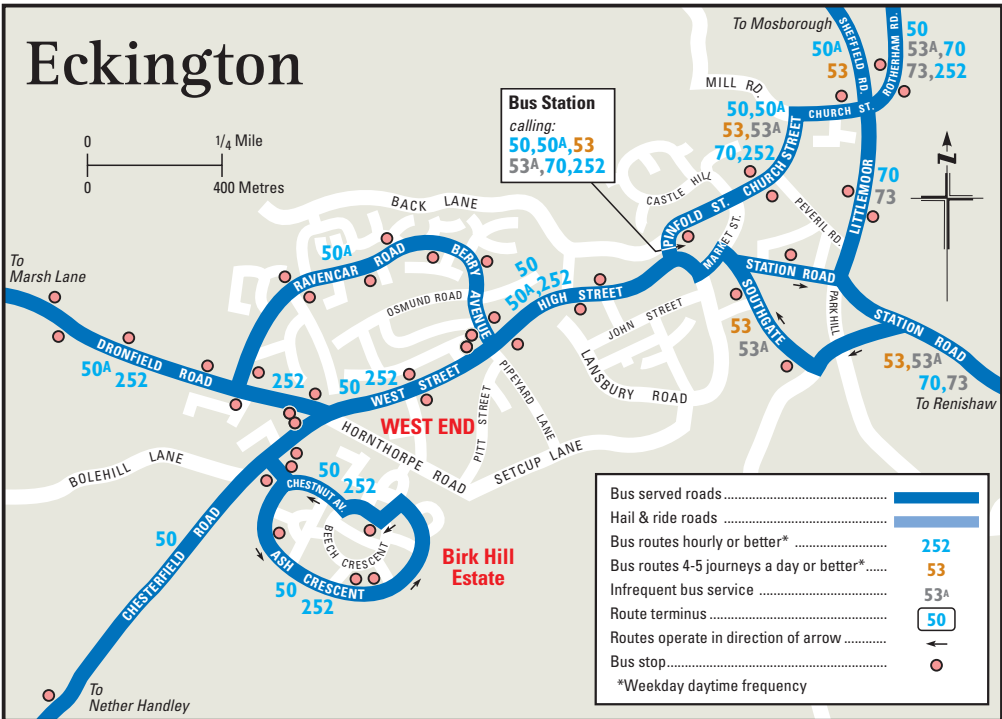 Eckington
0 1/4 Mile
0 400 Metres
To Mosborough
50A
53
SHEFFIELD RD.
ROTHERHAM RD.
50
53A,70
73,252
MILL RD.
Bus Station
calling:
50,50A,53
53A,70,252
50,50A
53,53A
70,252
CHURCH ST.
CHURCH STREET
PINFOLD ST.
CASTLE HILL
MARKET ST.
PEVERIL RD.
LITTLEMOOR
70
73
N
BACK LANE
50A
RAVENCAR ROAD
BERRY AVENUE
OSMUND ROAD
50
50A,252
HIGH STREET
STATION ROAD
SOUTHGATE
PARKHILL
STATION ROAD
53
53A
53,53A
70,73
To Renishaw
JOHN STREET
LANSBURY ROAD
To
Marsh Lane
DRONFIELD ROAD
50A
252
252
50 252
WEST STREET
WEST END
PITT STREET
PIPEYARD LANE
SETCUP LANE
HORNTHORPE ROAD
BOLEHILL LANE
50
252
CHESTNUT AV.
BEECH CRESCENT
ASH CRESCENT
50
252
Birk Hill
Estate
50
CHESTERFIELD ROAD
To
Nether Handley
Bus served roads
Hail & ride roads
Bus routes hourly or better* 252
Bus routes 4-5 journeys a day or better* 53
Infrequent bus service 53A
Route terminus 50
Routes operate in direction of arrow
Bus stop
*Weekday daytime frequency